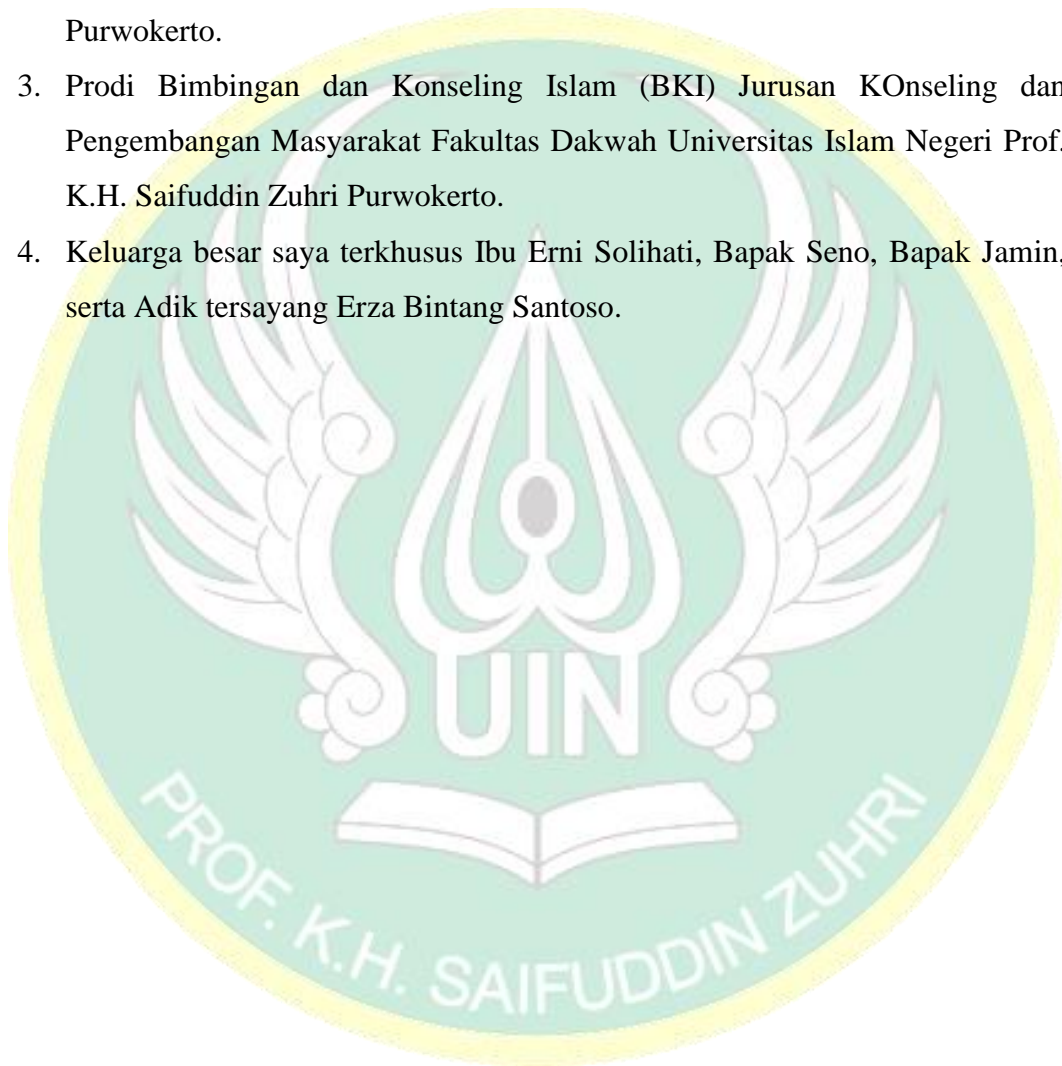 Purwokerto.
3. Prodi Bimbingan dan Konseling Islam (BKI) Jurusan KOnseling dan
Pengembangan Masyarakat Fakultas Dakwah Universitas Islam Negeri Prof.
K.H. Saifuddin Zuhri Purwokerto.
4. Keluarga besar saya terkhusus Ibu Erni Solihati, Bapak Seno, Bapak Jamin,
serta Adik tersayang Erza Bintang Santoso.
UIN
PROF. K.H. SAIFUDDIN ZUHRI